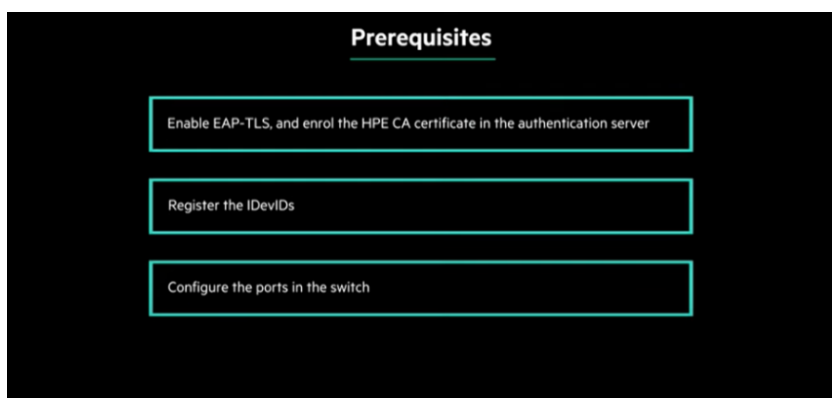 Prerequisites
Enable EAP-TLS, and enrol the HPE CA certificate in the authentication server
Register the IDevIDs
Configure the ports in the switch